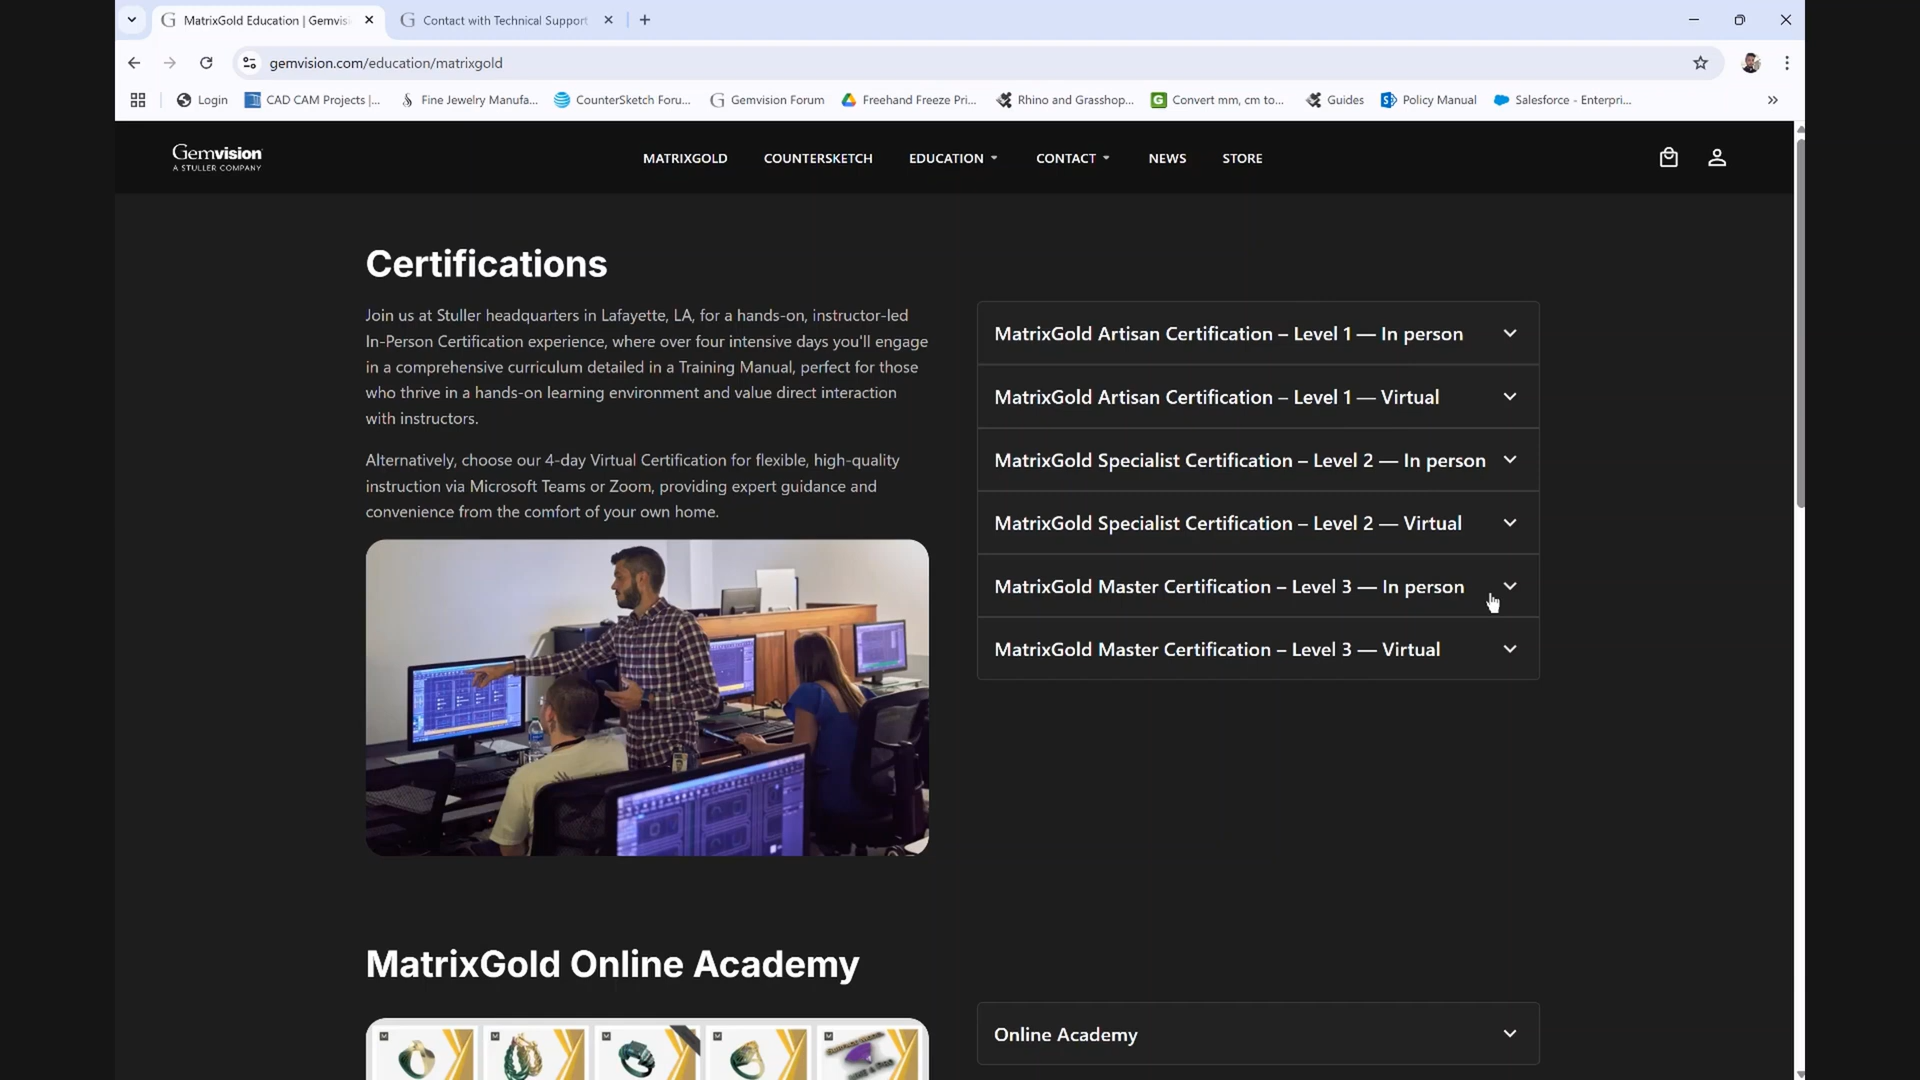 MatrixGold Education | Gemvis
Contact with Technical Support
gemvision.com/education/matrixgold
Login
CAD CAM Projects |...
Fine Jewelry Manufa...
CounterSketch Foru...
Gemvision Forum
Freehand Freeze Pri...
Rhino and Grasshop...
Convert mm, cm to...
Guides
Policy Manual
Salesforce - Enterpri...
Gemvision
A STULLER COMPANY
MATRIXGOLD
COUNTERSKETCH
EDUCATION
CONTACT
NEWS
STORE
Certifications
Join us at Stuller headquarters in Lafayette, LA, for a hands-on, instructor-led
In-Person Certification experience, where over four intensive days you'll engage
in a comprehensive curriculum detailed in a Training Manual, perfect for those
who thrive in a hands-on learning environment and value direct interaction
with instructors.
Alternatively, choose our 4-day Virtual Certification for flexible, high-quality
instruction via Microsoft Teams or Zoom, providing expert guidance and
convenience from the comfort of your own home.
MatrixGold Artisan Certification – Level 1 — In person
MatrixGold Artisan Certification – Level 1 — Virtual
MatrixGold Specialist Certification – Level 2 — In person
MatrixGold Specialist Certification – Level 2 — Virtual
MatrixGold Master Certification – Level 3 — In person
MatrixGold Master Certification – Level 3 — Virtual
MatrixGold Online Academy
Online Academy